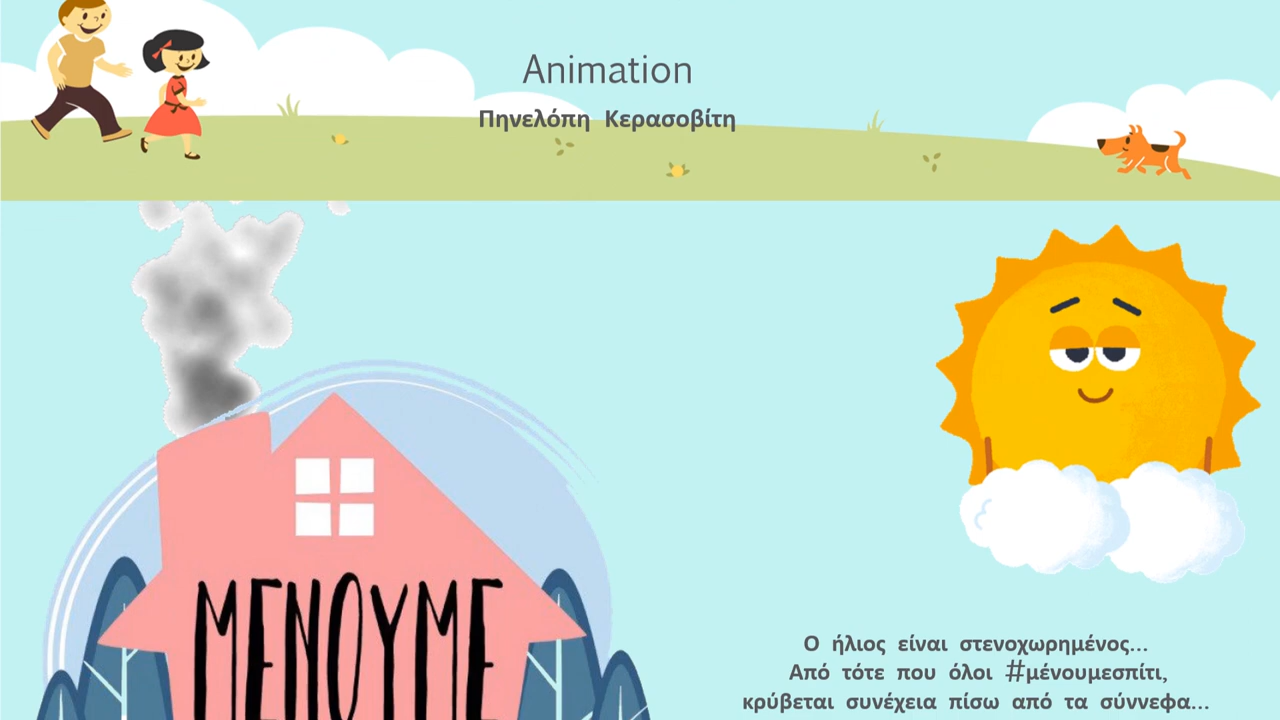 Animation
Πηνελόπη Κερασοβίτη
ΜΕΝΟΥΜΕ
Ο ήλιος είναι στενοχωρημένος...
Από τότε που όλοι #μένουμεσπίτι,
κρύβεται συνέχεια πίσω από τα σύννεφα...